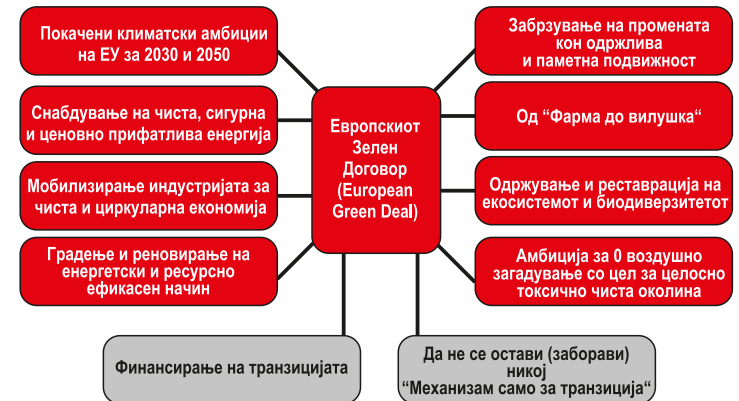 Покачени климатски амбиции
на ЕУ за 2030 и 2050
Снабдување на чиста, сигурна
и ценовно прифатлива енергија
Мобилизирање индустријата за
чиста и циркуларна економија
Градење и реновирање на
енергетски и ресурсно
ефикасен начин
Европскиот
Зелен
Договор
(European
Green Deal)
Забрзување на промената
кон одржлива
и паметна подвижност
Од “Фарма до вилушка“
Одржување и реставрација на
екосистемот и биодиверзитетот
Амбиција за 0 воздушно
загадување со цел за целосно
токсично чиста околина
Финансирање на транзицијата
Да не се остави (заборави)
никој
“Механизам само за транзиција“